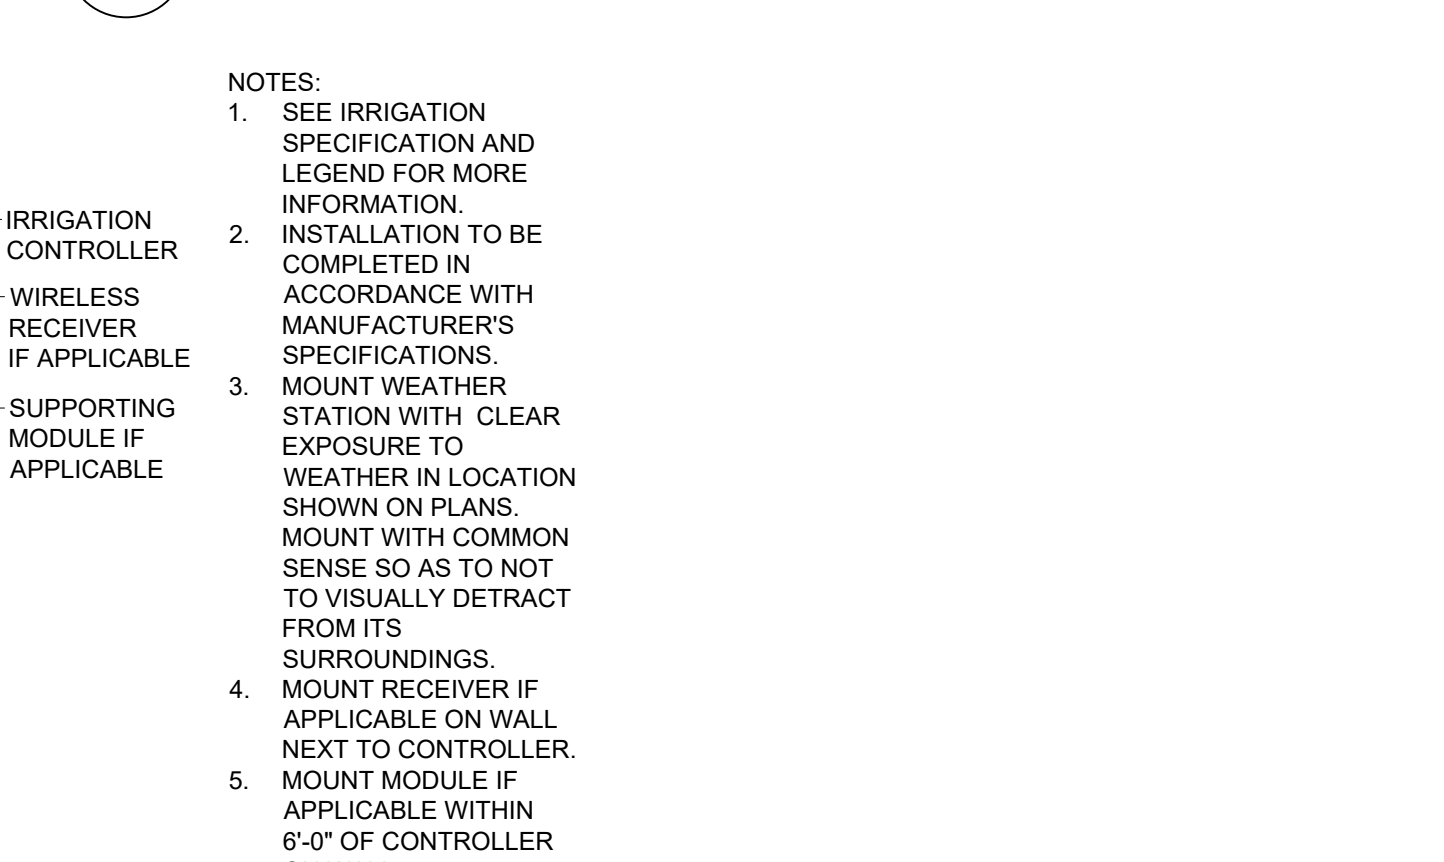 IRRIGATION
CONTROLLER
WIRELESS
RECEIVER
IF APPLICABLE
SUPPORTING
MODULE IF
APPLICABLE
NOTES:
1. SEE IRRIGATION
SPECIFICATION AND
LEGEND FOR MORE
INFORMATION.
2. INSTALLATION TO BE
COMPLETED IN
ACCORDANCE WITH
MANUFACTURER'S
SPECIFICATIONS.
3. MOUNT WEATHER
STATION WITH  CLEAR
EXPOSURE TO
WEATHER IN LOCATION
SHOWN ON PLANS.
MOUNT WITH COMMON
SENSE SO AS TO NOT
TO VISUALLY DETRACT
FROM ITS
SURROUNDINGS.
4. MOUNT RECEIVER IF
APPLICABLE ON WALL
NEXT TO CONTROLLER.
5. MOUNT MODULE IF
APPLICABLE WITHIN
6'-0" OF CONTROLLER